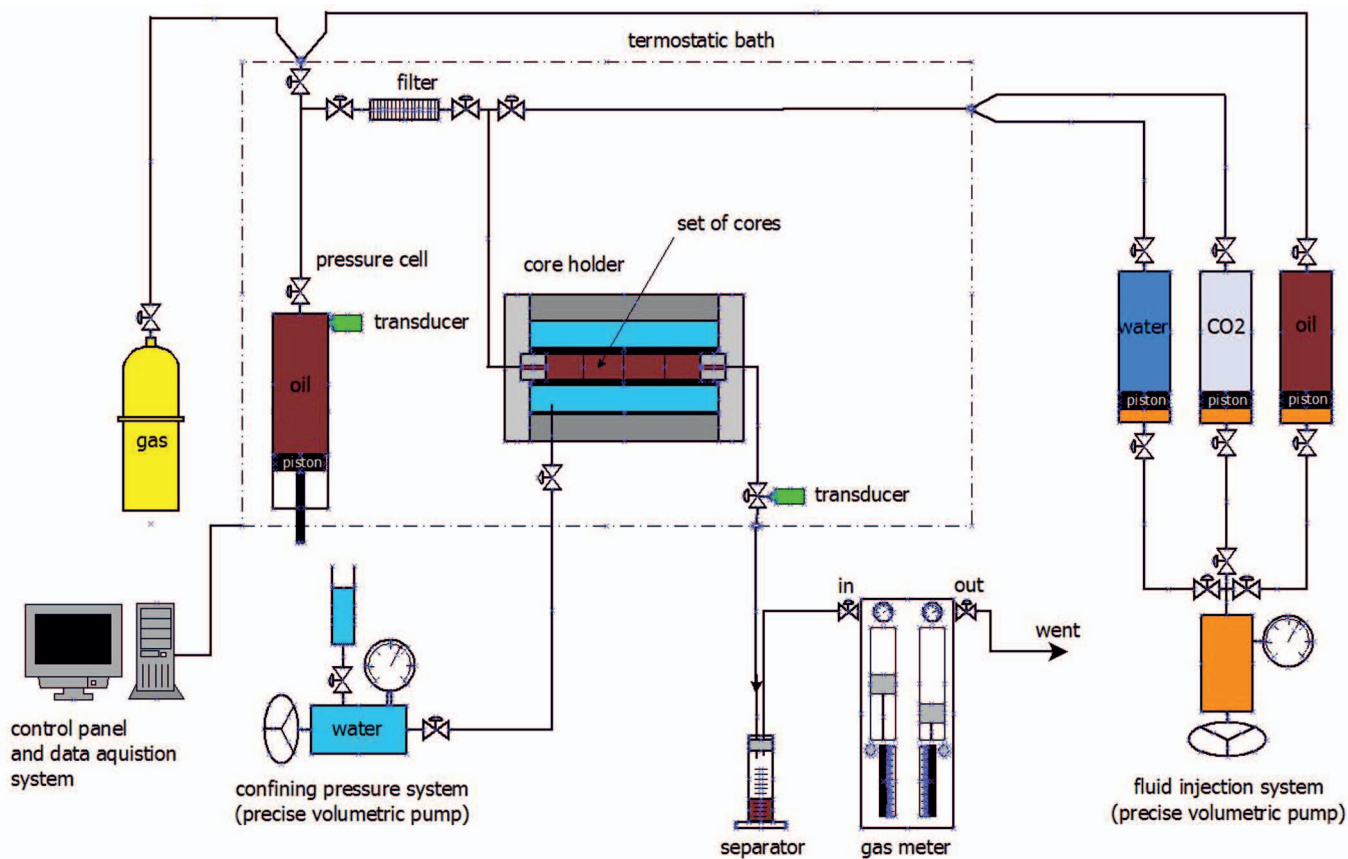 termostatic bath
filter
set of cores
pressure cell
core holder
transducer
water
CO2
oil
oil
piston
piston
piston
gas
piston
transducer
in
out
went
control panel
and data aquistion
system
water
confining pressure system
(precise volumetric pump)
fluid injection system
(precise volumetric pump)
separator
gas meter